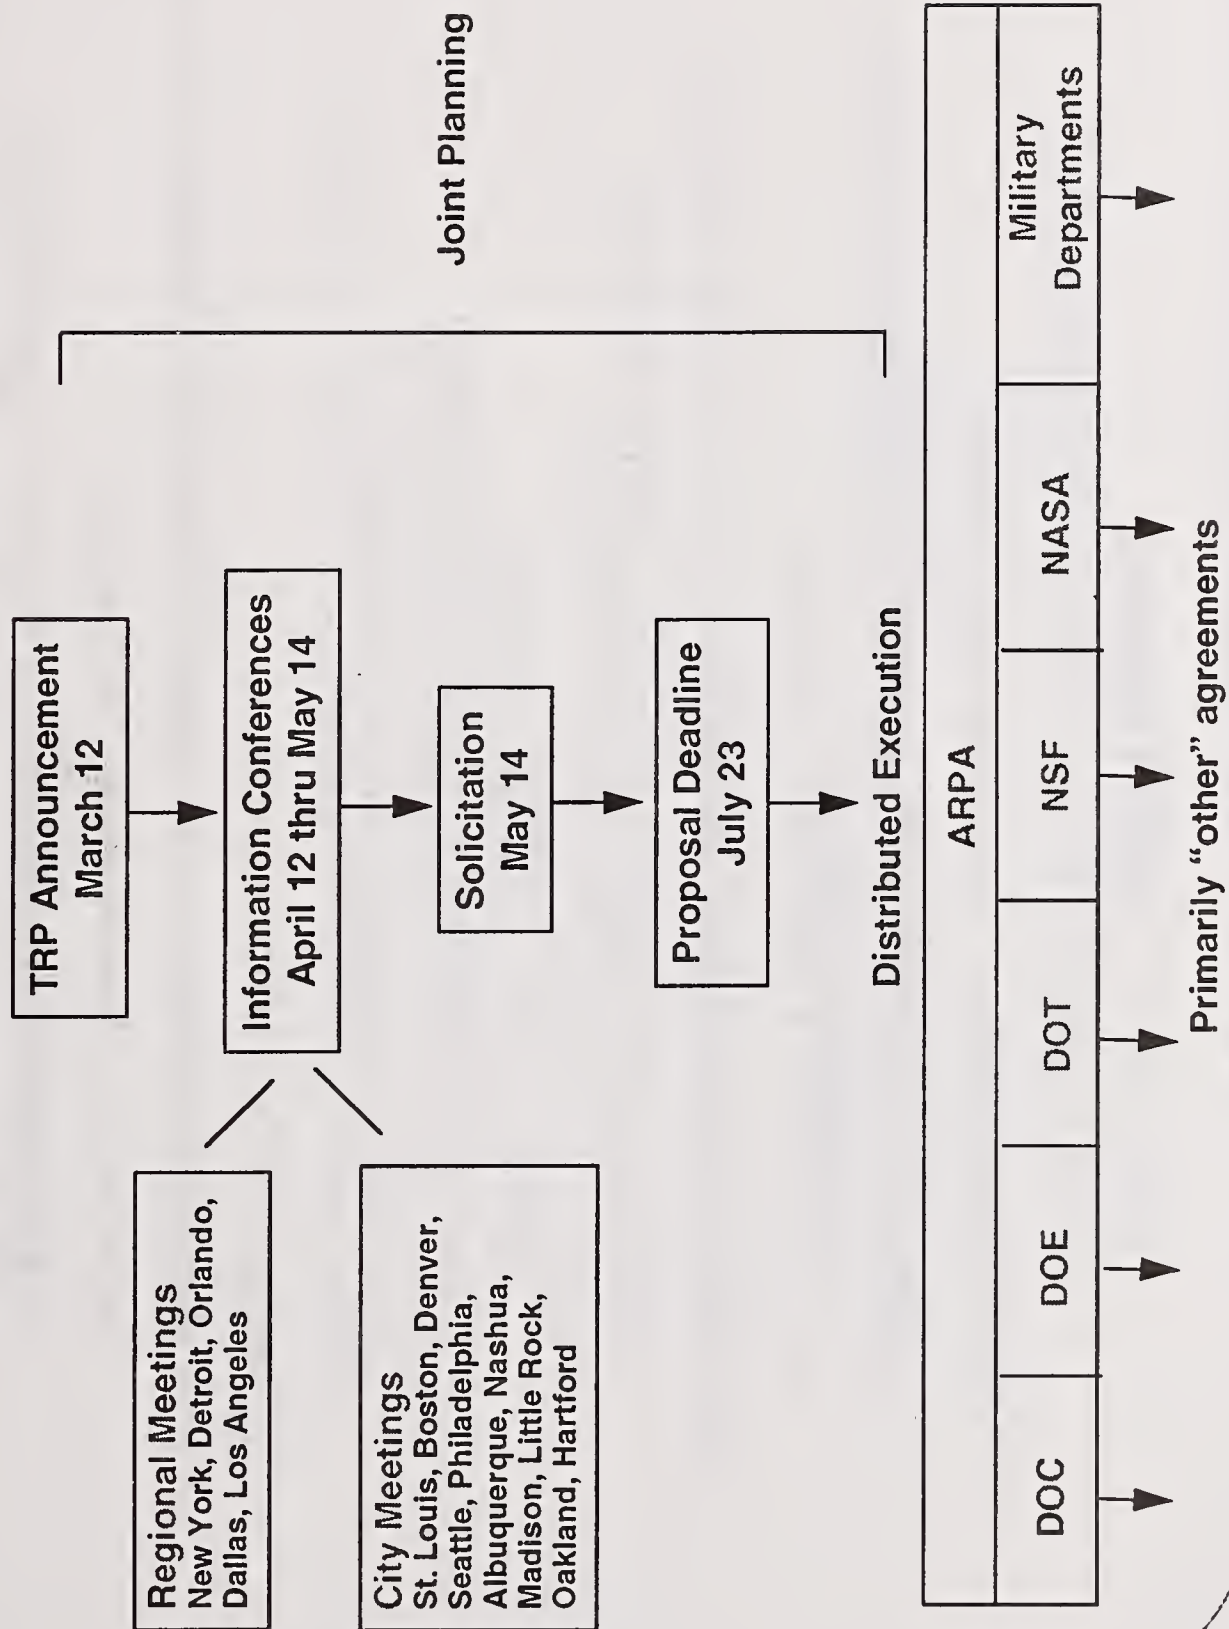 TRP Announcement
March 12
Regional Meetings
New York, Detroit, Orlando,
Dallas, Los Angeles
Information Conferences
April 12 thru May 14
City Meetings
St. Louis, Boston, Denver,
Seattle, Philadelphia,
Albuquerque, Nashua,
Madison, Little Rock,
Oakland, Hartford
Solicitation
May 14
Joint Planning
Proposal Deadline
July 23
Distributed Execution
ARPA
DOC
DOE
DOT
NSF
NASA
Military
Departments
Primarily “other” agreements